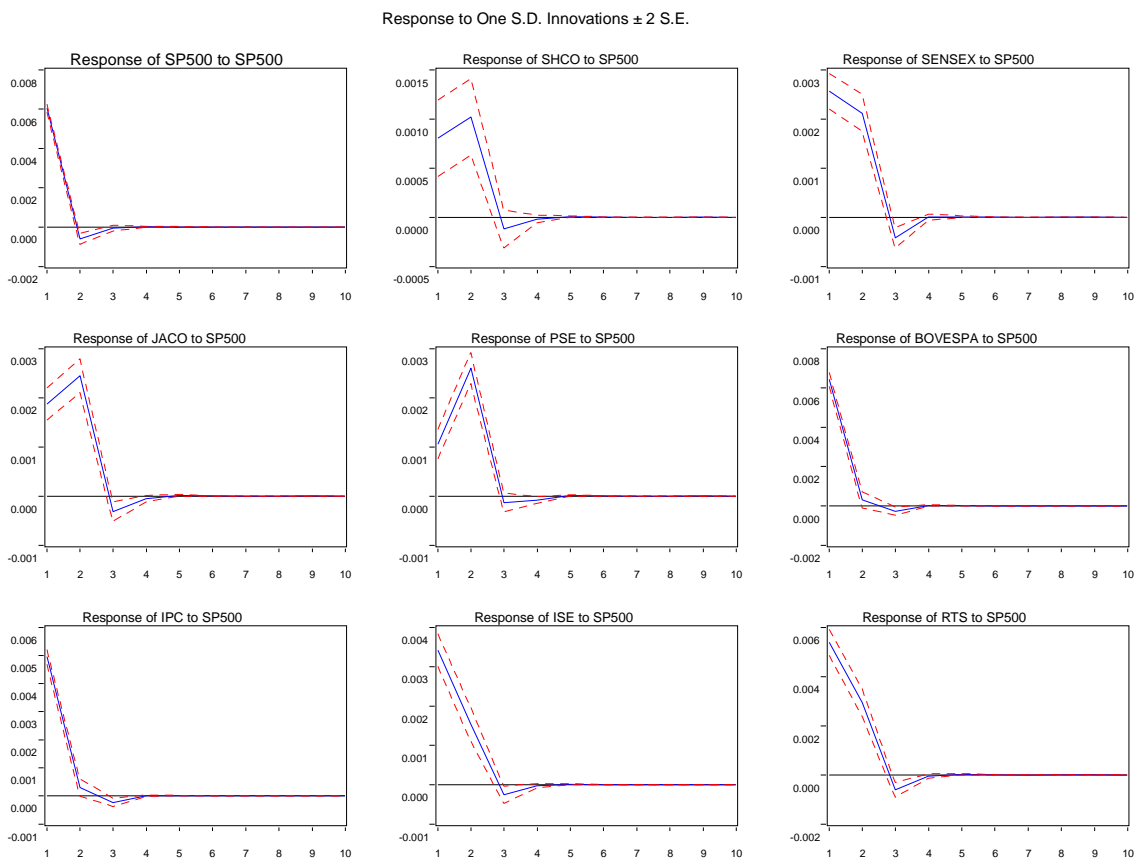 Response to One S.D. Innovations ± 2 S.E.
Response of SP500 to SP500
0.008
0.006
0.004
0.002
0.000
-0.002
1 2 3 4 5 6 7 8 9 10
Response of SHCO to SP500
0.0015
0.0010
0.0005
0.0000
-0.0005
1 2 3 4 5 6 7 8 9 10
Response of SENSEX to SP500
0.003
0.002
0.001
0.000
-0.001
1 2 3 4 5 6 7 8 9 10
Response of JACO to SP500
0.003
0.002
0.001
0.000
-0.001
1 2 3 4 5 6 7 8 9 10
Response of PSE to SP500
0.003
0.002
0.001
0.000
-0.001
1 2 3 4 5 6 7 8 9 10
Response of BOVESPA to SP500
0.008
0.006
0.004
0.002
0.000
-0.002
1 2 3 4 5 6 7 8 9 10
Response of IPC to SP500
0.006
0.005
0.004
0.003
0.002
0.001
0.000
-0.001
1 2 3 4 5 6 7 8 9 10
Response of ISE to SP500
0.004
0.003
0.002
0.001
0.000
-0.001
1 2 3 4 5 6 7 8 9 10
Response of RTS to SP500
0.006
0.004
0.002
0.000
-0.002
1 2 3 4 5 6 7 8 9 10